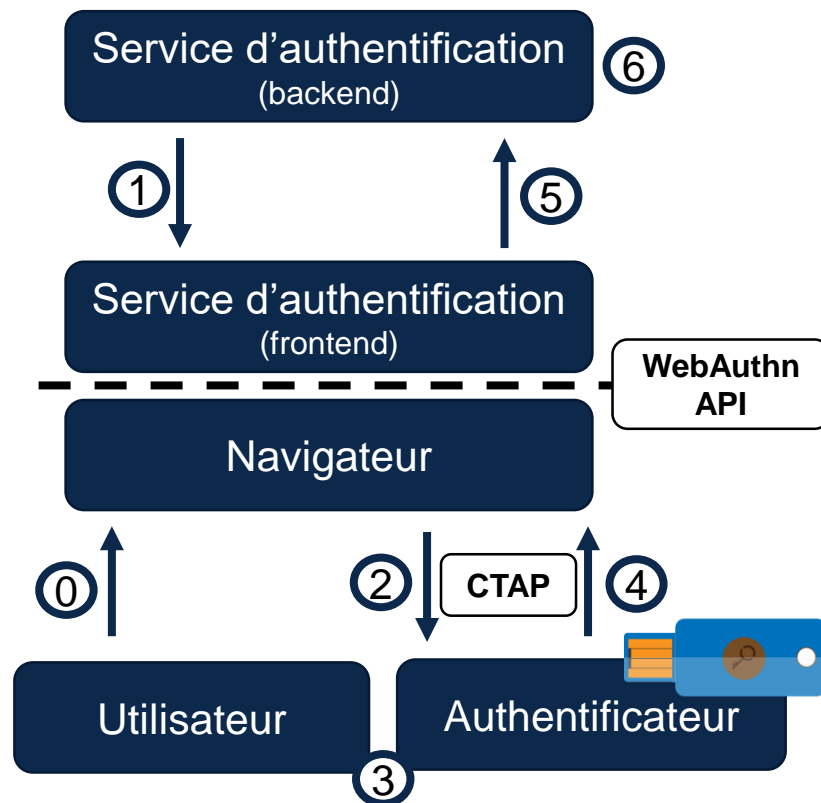 Service d'authentification
(backend)
6
1
5
Service d'authentification
(frontend)
WebAuthn
API
Navigateur
0
2
CTAP
4
Utilisateur
Authentificateur
3